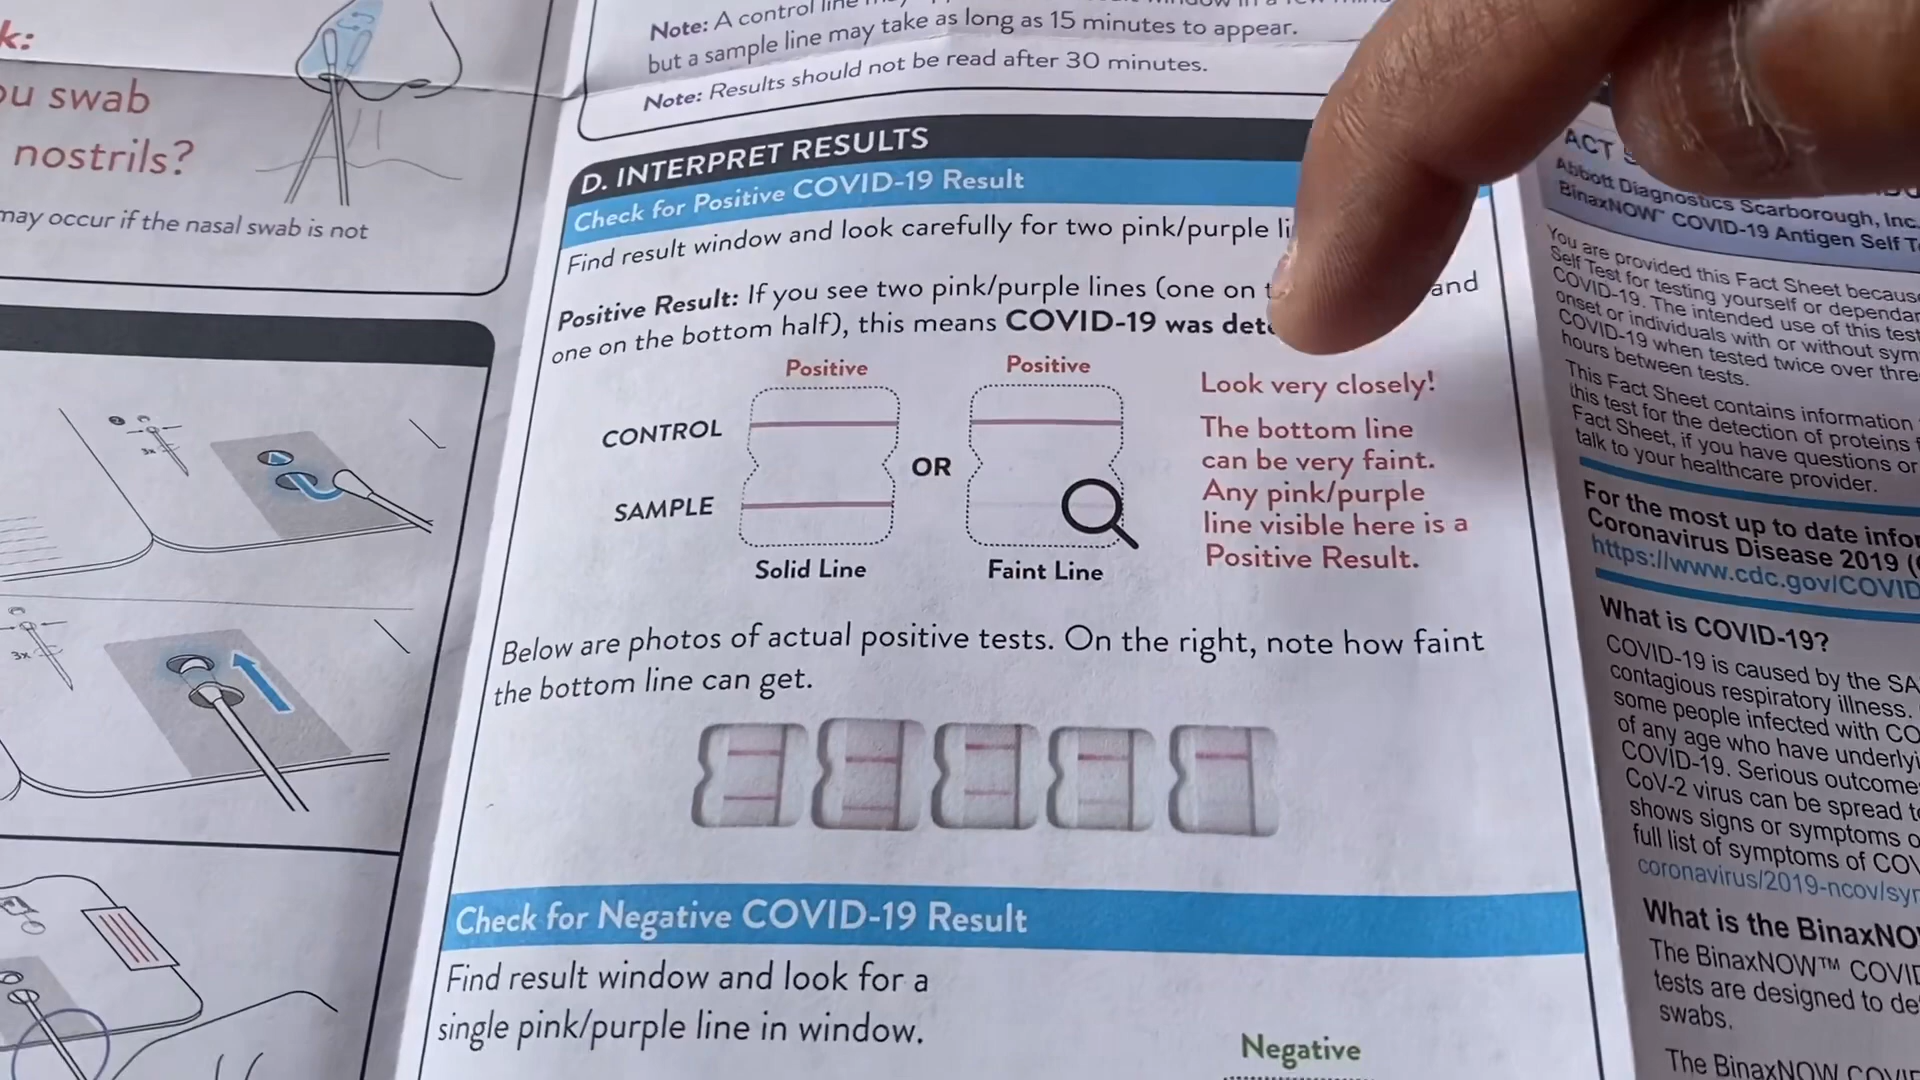 k:
ou swab
nostrils?
may occur if the nasal swab is not
3x
3x
Note: A control line
but a sample line may take as long as 15 minutes to appear.
Note: Results should not be read after 30 minutes.
D. INTERPRET RESULTS
Check for Positive COVID-19 Result
Find result window and look carefully for two pink/purple li
Positive Result: If you see two pink/purple lines (one on t and
one on the bottom half), this means COVID-19 was dete
Positive
Positive
CONTROL
SAMPLE
OR
Solid Line
Faint Line
Look very closely!
The bottom line
can be very faint.
Any pink/purple
line visible here is a
Positive Result.
Below are photos of actual positive tests. On the right, note how faint
the bottom line can get.
Check for Negative COVID-19 Result
Find result window and look for a
single pink/purple line in window.
Negative
ACT
Abbott Diagnostics Scarborough, Inc.
BinaxNOW™ COVID-19 Antigen Self T
You are provided this Fact Sheet becaus
Self Test for testing yourself or dependan
COVID-19. The intended use of this test
onset or individuals with or without sym
COVID-19 when tested twice over thre
hours between tests.
This Fact Sheet contains information
this test for the detection of proteins f
Fact Sheet, if you have questions or
talk to your healthcare provider.
For the most up to date infor
Coronavirus Disease 2019 (
https://www.cdc.gov/COVID
What is COVID-19?
COVID-19 is caused by the SA
contagious respiratory illness.
some people infected with CO
of any age who have underlyi
COVID-19. Serious outcome
CoV-2 virus can be spread to
shows signs or symptoms o
full list of symptoms of COV
coronavirus/2019-ncov/syn
What is the BinaxNO
The BinaxNOW™ COVID
tests are designed to de
swabs.
The BinaxNOW COVID